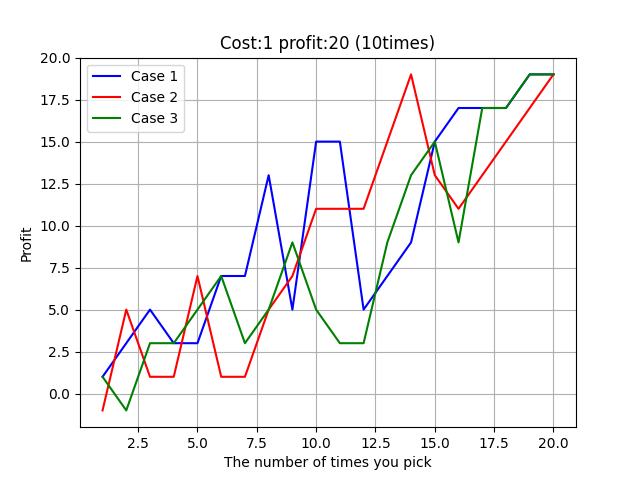 Cost:1 profit:20 (10times)
Case 1
Case 2
Case 3
Profit
20.0
17.5
15.0
12.5
10.0
7.5
5.0
2.5
0.0
2.5 5.0 7.5 10.0 12.5 15.0 17.5 20.0
The number of times you pick